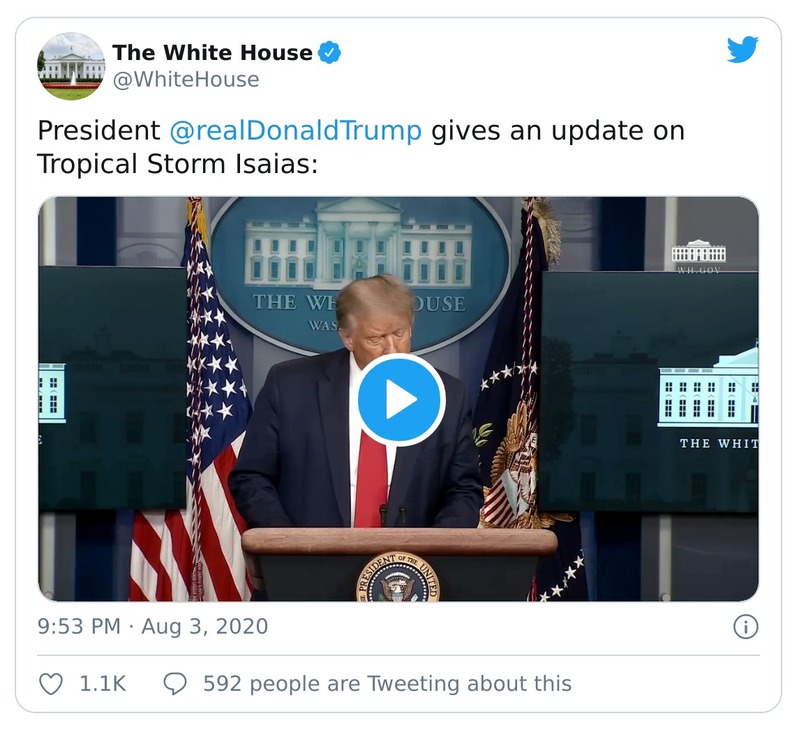 The White House
@WhiteHouse
President @realDonaldTrump gives an update on
Tropical Storm Isaias:
WH.GOV
THE WH OUSE
WAS
E
THE WHIT
PRESIDENT OF THE UNITED
9:53 PM · Aug 3, 2020
1.1K
592 people are Tweeting about this